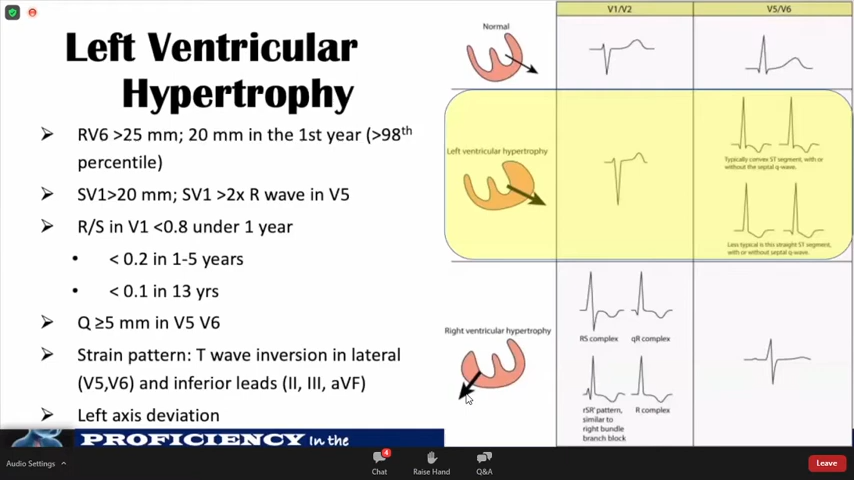 Left Ventricular
Hypertrophy
➢ RV6 >25 mm; 20 mm in the 1st year (>98th
percentile)
➢ SV1>20 mm; SV1 >2x R wave in V5
➢ R/S in V1 <0.8 under 1 year
• < 0.2 in 1-5 years
• < 0.1 in 13 yrs
➢ Q ≥5 mm in V5 V6
➢ Strain pattern: T wave inversion in lateral
(V5,V6) and inferior leads (II, III, aVF)
➢ Left axis deviation
PROFICIENCY In the
V1/V2
V5/V6
Normal
Left ventricular hypertrophy
Typically convex ST segment, with or
without the septal q-wave.
Less typical is this straight ST segment,
with or without septal q-wave.
Right ventricular hypertrophy
RS complex
qR complex
rSR' pattern,
similar to
right bundle
branch block
R complex
Audio Settings
4
Chat
Raise Hand
Q&A
Leave